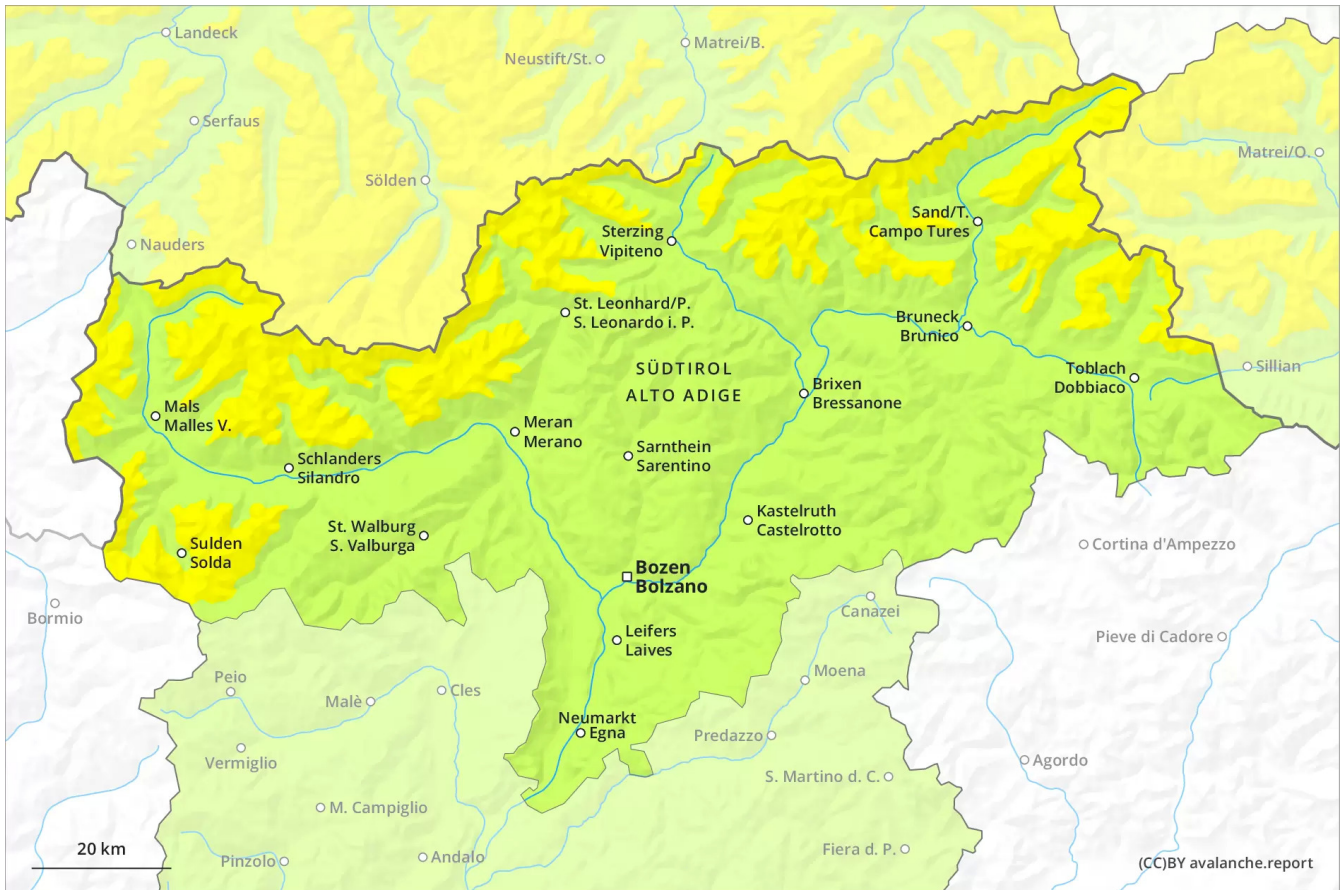 Landeck
Matrei/B.
Neustift/St.
Serfaus
Matrei/O.
Sölden
Sand/T.
Campo Tures
Sterzing
Vipiteno
Nauders
St. Leonhard/P.
S. Leonardo i. P.
Bruneck
Brunico
SÜDTIROL
ALTO ADIGE
Toblach
Dobbiaco
Sillian
Brixen
Bressanone
Mals
Malles V.
Meran
Merano
Sarnthein
Sarentino
Schlanders
Silandro
Kastelruth
Castelrotto
St. Walburg
S. Valburga
Sulden
Solda
Cortina d'Ampezzo
Bozen
Bolzano
Bormio
Canazei
Leifers
Laives
Pieve di Cadore
Peio
Moena
Malè
Cles
Neumarkt
Egna
Predazzo
Vermiglio
Agordo
S. Martino d. C.
M. Campiglio
20 km
Pinzolo
Andalo
Fiera d. P.
(CC)BY avalanche.report